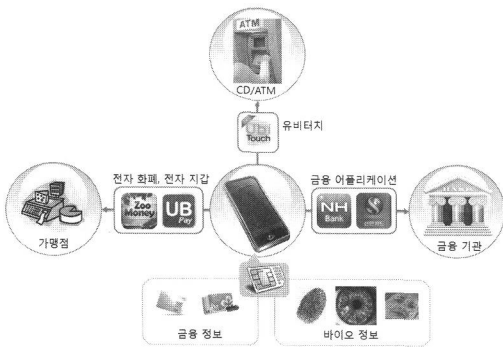 ATM
CD/ATM
Ubi
Touch
유비터치
전자 화폐, 전자 지갑
Zoo
Money
UB
Pay
금융 어플리케이션
NH
Bank
S
가맹점
금융 기관
금융 정보
바이오 정보